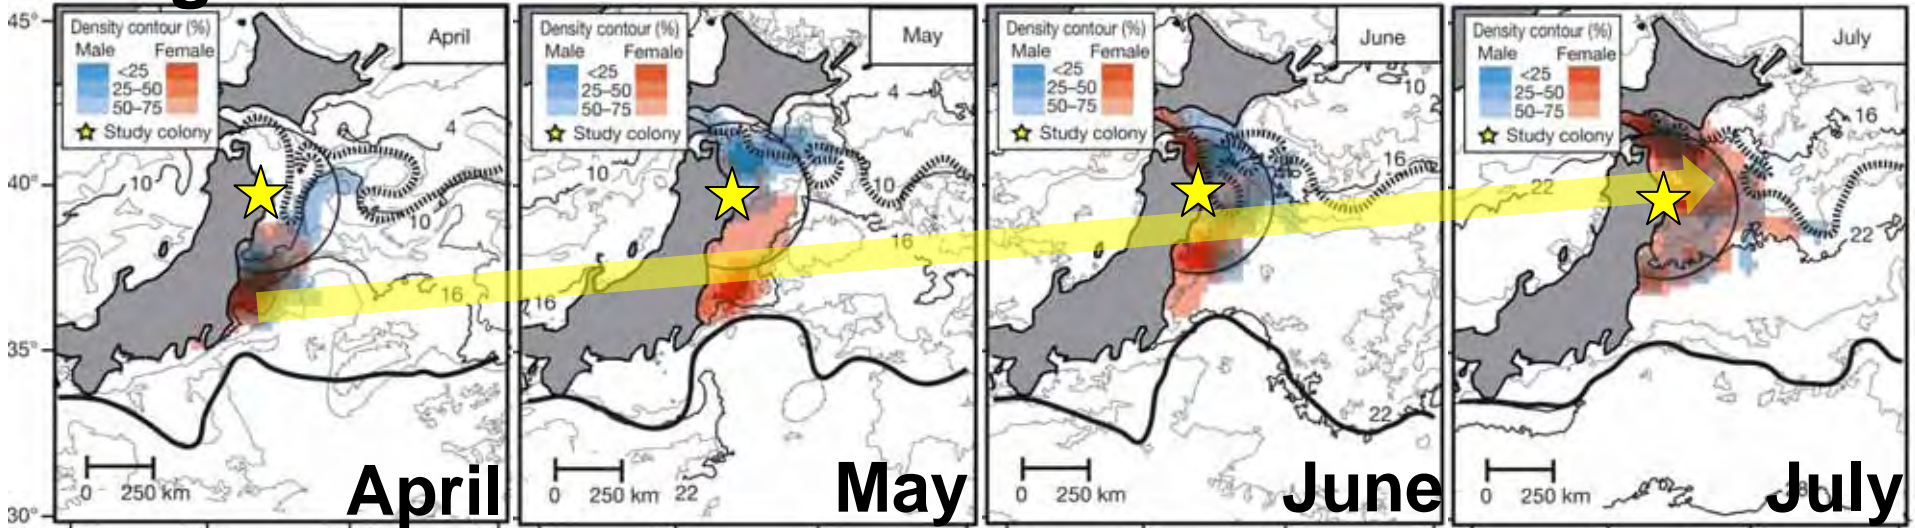 45°
40°
35°
30°
Density contour (%)
Male Female
<25
25–50
50–75
Study colony
April
4
10
10
16
0 250 km
April
Density contour (%)
Male Female
<25
25–50
50–75
Study colony
May
4
10
10
16
16
22
0 250 km
May
Density contour (%)
Male Female
<25
25–50
50–75
Study colony
June
10
16
10
22
0 250 km
June
Density contour (%)
Male Female
<25
25–50
50–75
Study colony
July
16
22
22
0 250 km
July